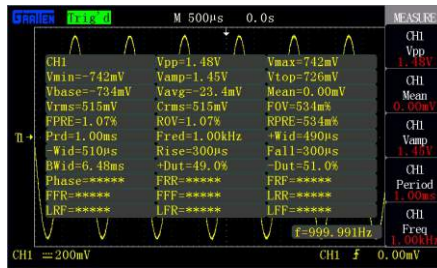 GRATTEN Trig'd M 500μs 0.0s MEASURE
CH1 Vpp=1.48V Vmax=742mV
Vmin=-742mV Vamp=1.45V Vtop=726mV
Vbase=-734mV Vavg=-23.4mV Mean=0.00mV
Vrms=515mV Crms=515mV FOV=534m%
FPRE=1.07% ROV=1.07% RPRE=534m%
Prd=1.00ms Fred=1.00kHz +Wid=490μs
-Wid=510μs Rise=300μs Fall=300μs
BWid=6.48ms +Dut=49.0% -Dut=51.0%
Phase=***** FRR=***** FRF=*****
FFR=***** FFF=***** LRR=*****
LRF=***** LFR=***** LFF=*****
f=999.991Hz
CH1
Vpp
1.48V
CH1
Mean
0.00mV
CH1
Vamp
1.45V
CH1
Period
1.00ms
CH1
Freq
1.00kHz
CH1 200mV CH1 0.00mV